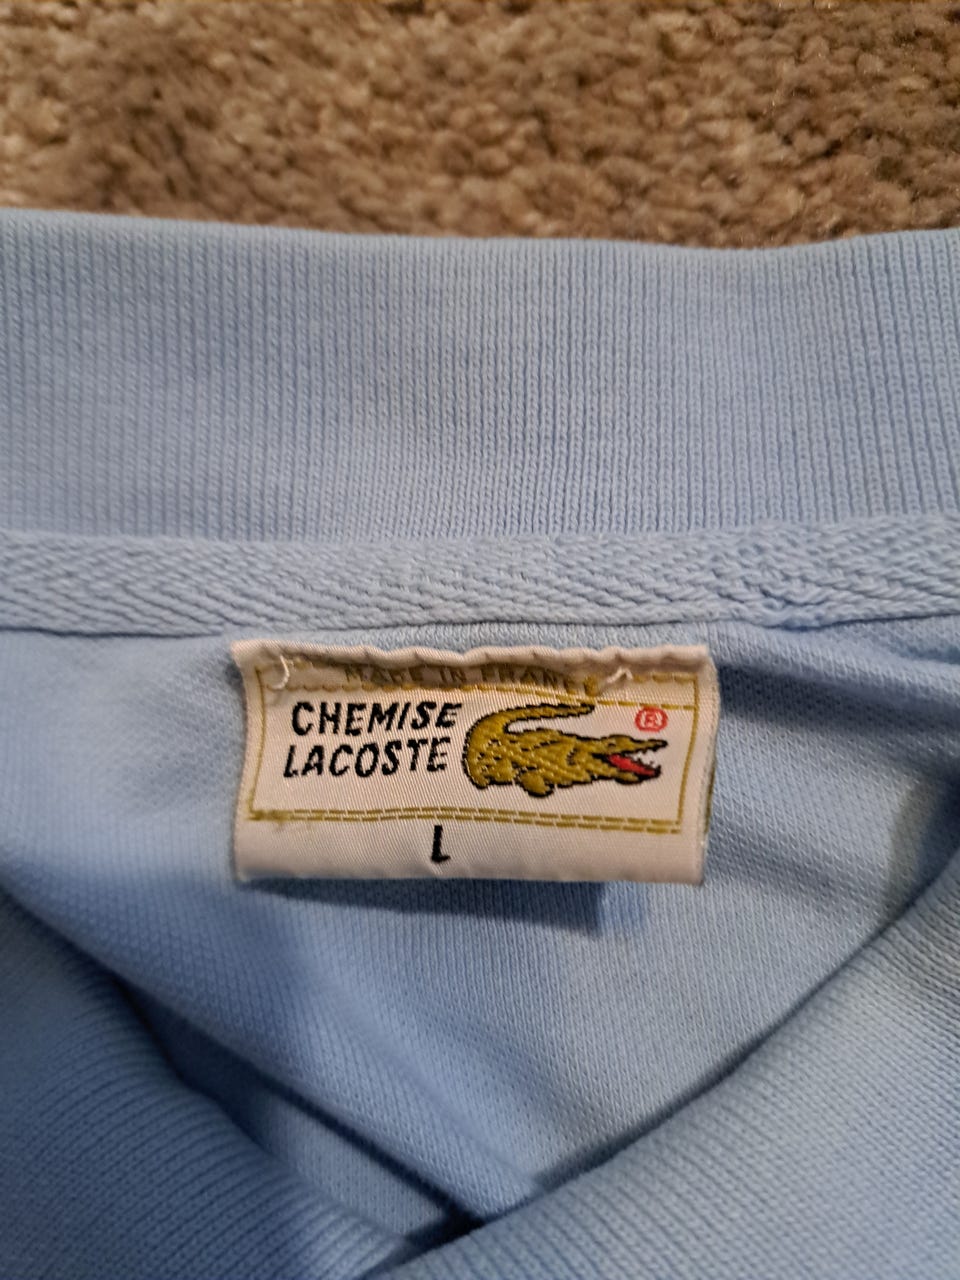 MADE IN FRANCE
CHEMISE
LACOSTE
®
L